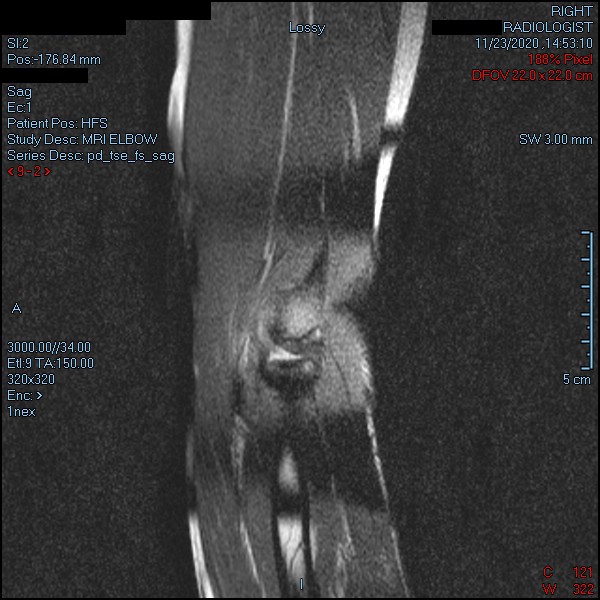 Lossy
RIGHT
RADIOLOGIST
11/23/2020 ,14:53:10
188% Pixel
DFOV 22.0 x 22.0 cm
SI:2
Pos:-176.84 mm
Sag
Ec:1
Patient Pos: HFS
Study Desc: MRI ELBOW
Series Desc: pd_tse_fs_sag
< 9-2 >
SW 3.00 mm
A
3000.00//34.00
Etl:9 TA:150.00
320x320
Enc: >
1nex
5 cm
I
C 121
W 322